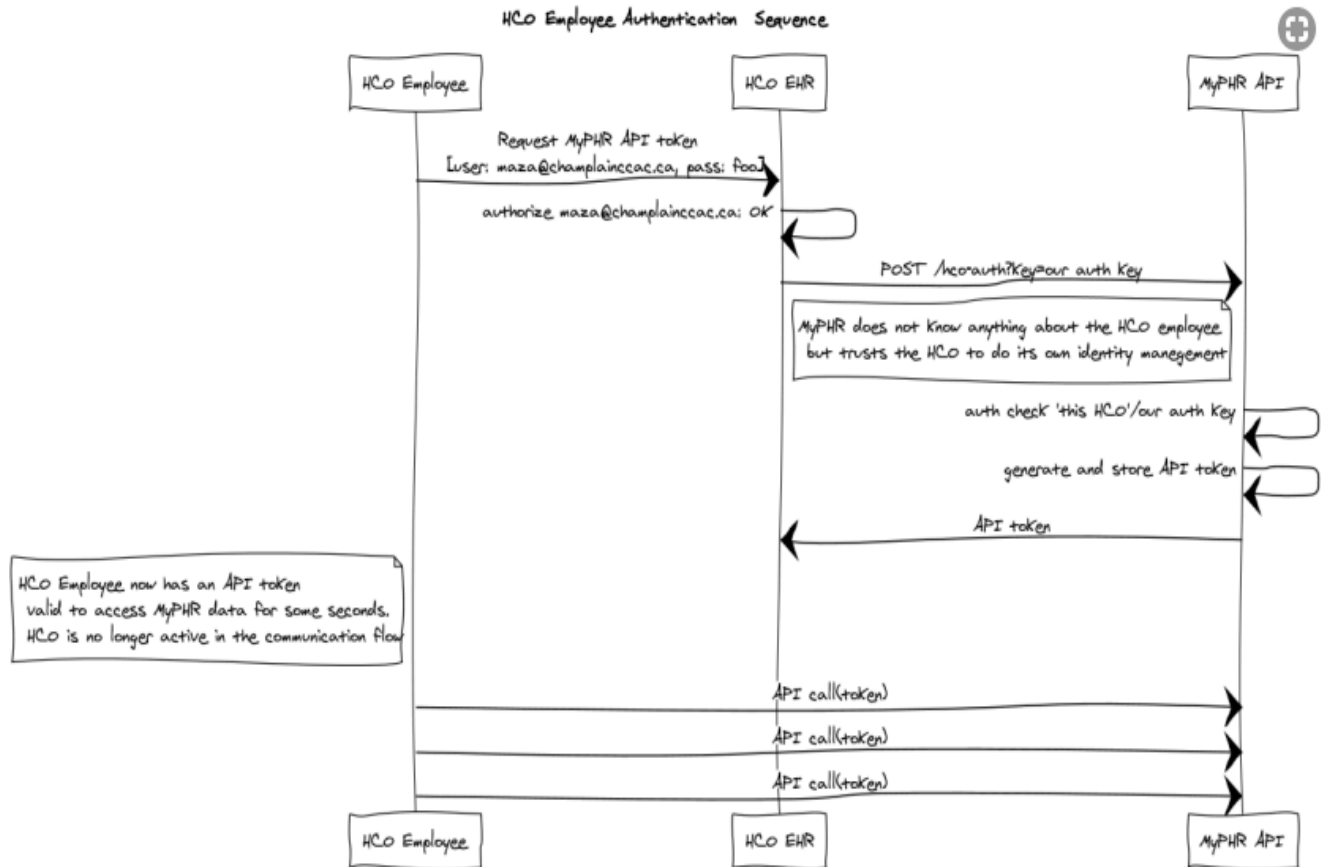 HCO Employee Authentication Sequence
HCO Employee
HCO EHR
MyPHR API
Request MyPHR API token
[user: maza@champlainccac.ca, pass: foo]
authorize maza@champlainccac.ca: OK
POST /hco-auth?key=our auth key
MyPHR does not know anything about the HCO employee
but trusts the HCO to do its own identity manegement
auth check 'this HCO'/our auth key
generate and store API token
API token
HCO Employee now has an API token
valid to access MyPHR data for some seconds.
HCO is no longer active in the communication flow
API call(token)
API call(token)
API call(token)
HCO Employee
HCO EHR
MyPHR API